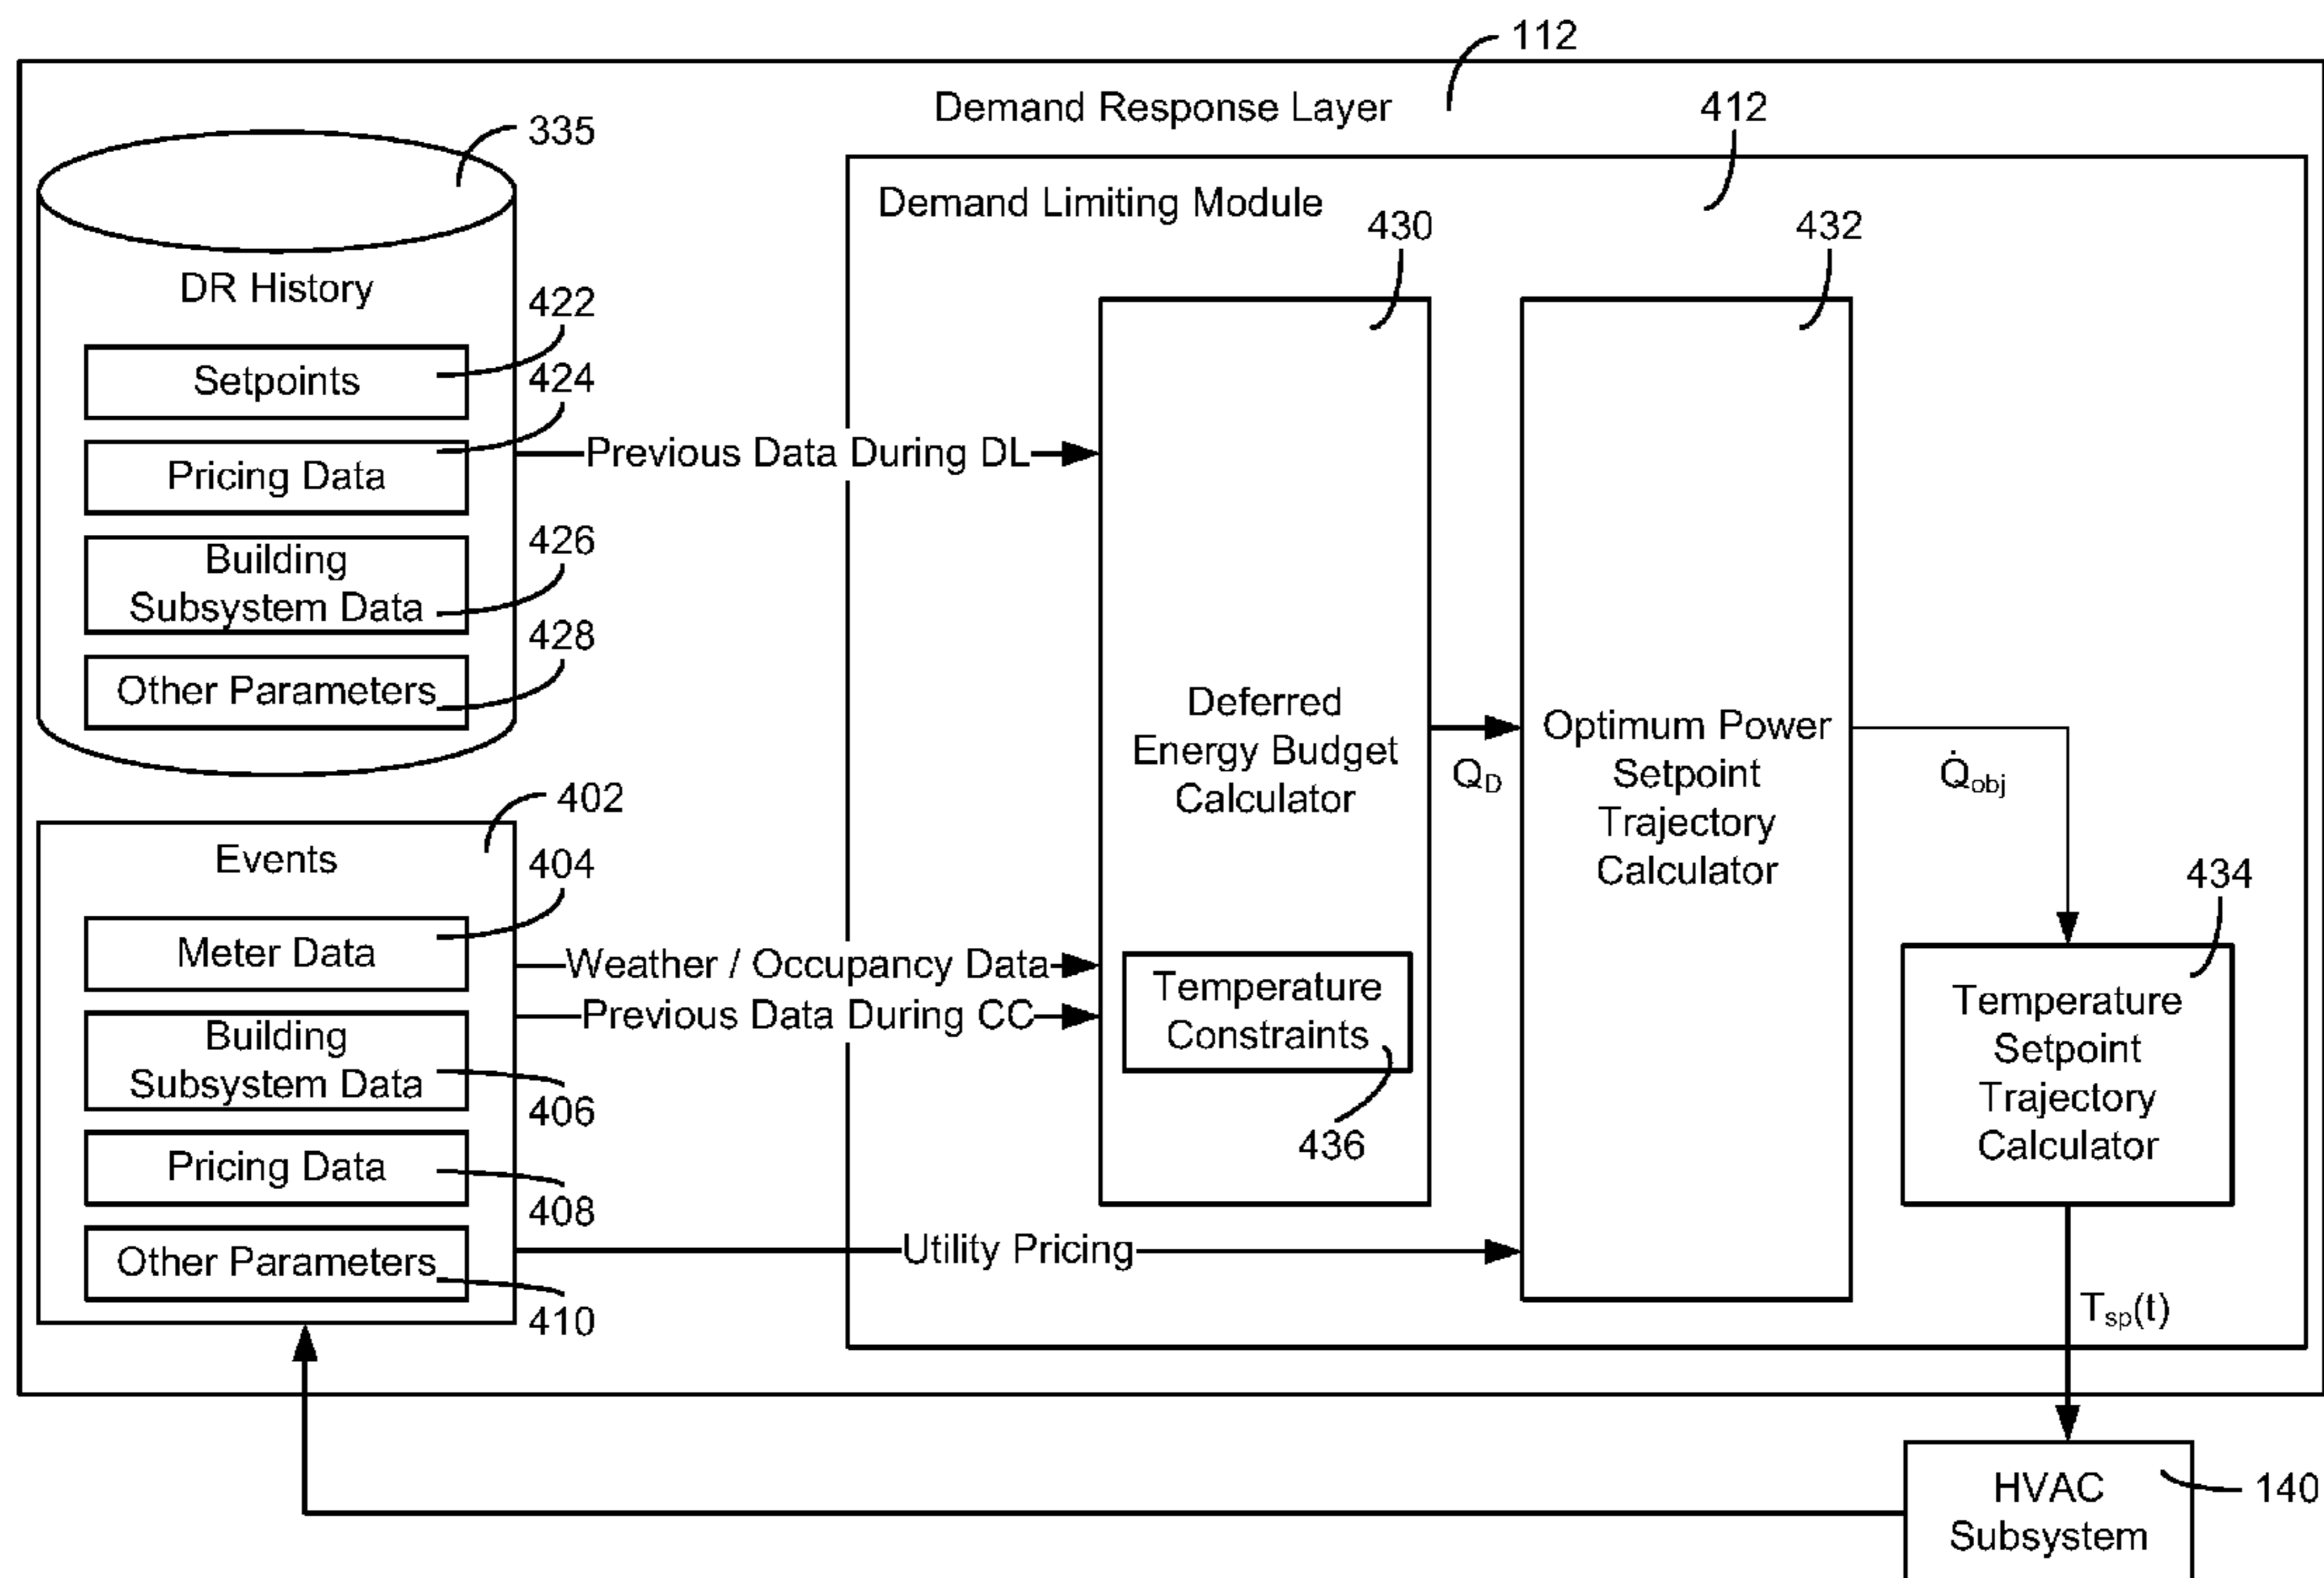 112
Demand Response Layer
412
335
DR History
422
Setpoints
424
Pricing Data
426
Building
Subsystem Data
428
Other Parameters
402
Events
404
Meter Data
Building
Subsystem Data
406
Pricing Data
408
Other Parameters
410
Previous Data During DL
Weather / Occupancy Data
Previous Data During CC
Utility Pricing
Demand Limiting Module
430
Deferred
Energy Budget
Calculator
Temperature
Constraints
436
Q_D
432
Optimum Power
Setpoint
Trajectory
Calculator
Q̇_obj
434
Temperature
Setpoint
Trajectory
Calculator
T_sp(t)
HVAC
Subsystem
140